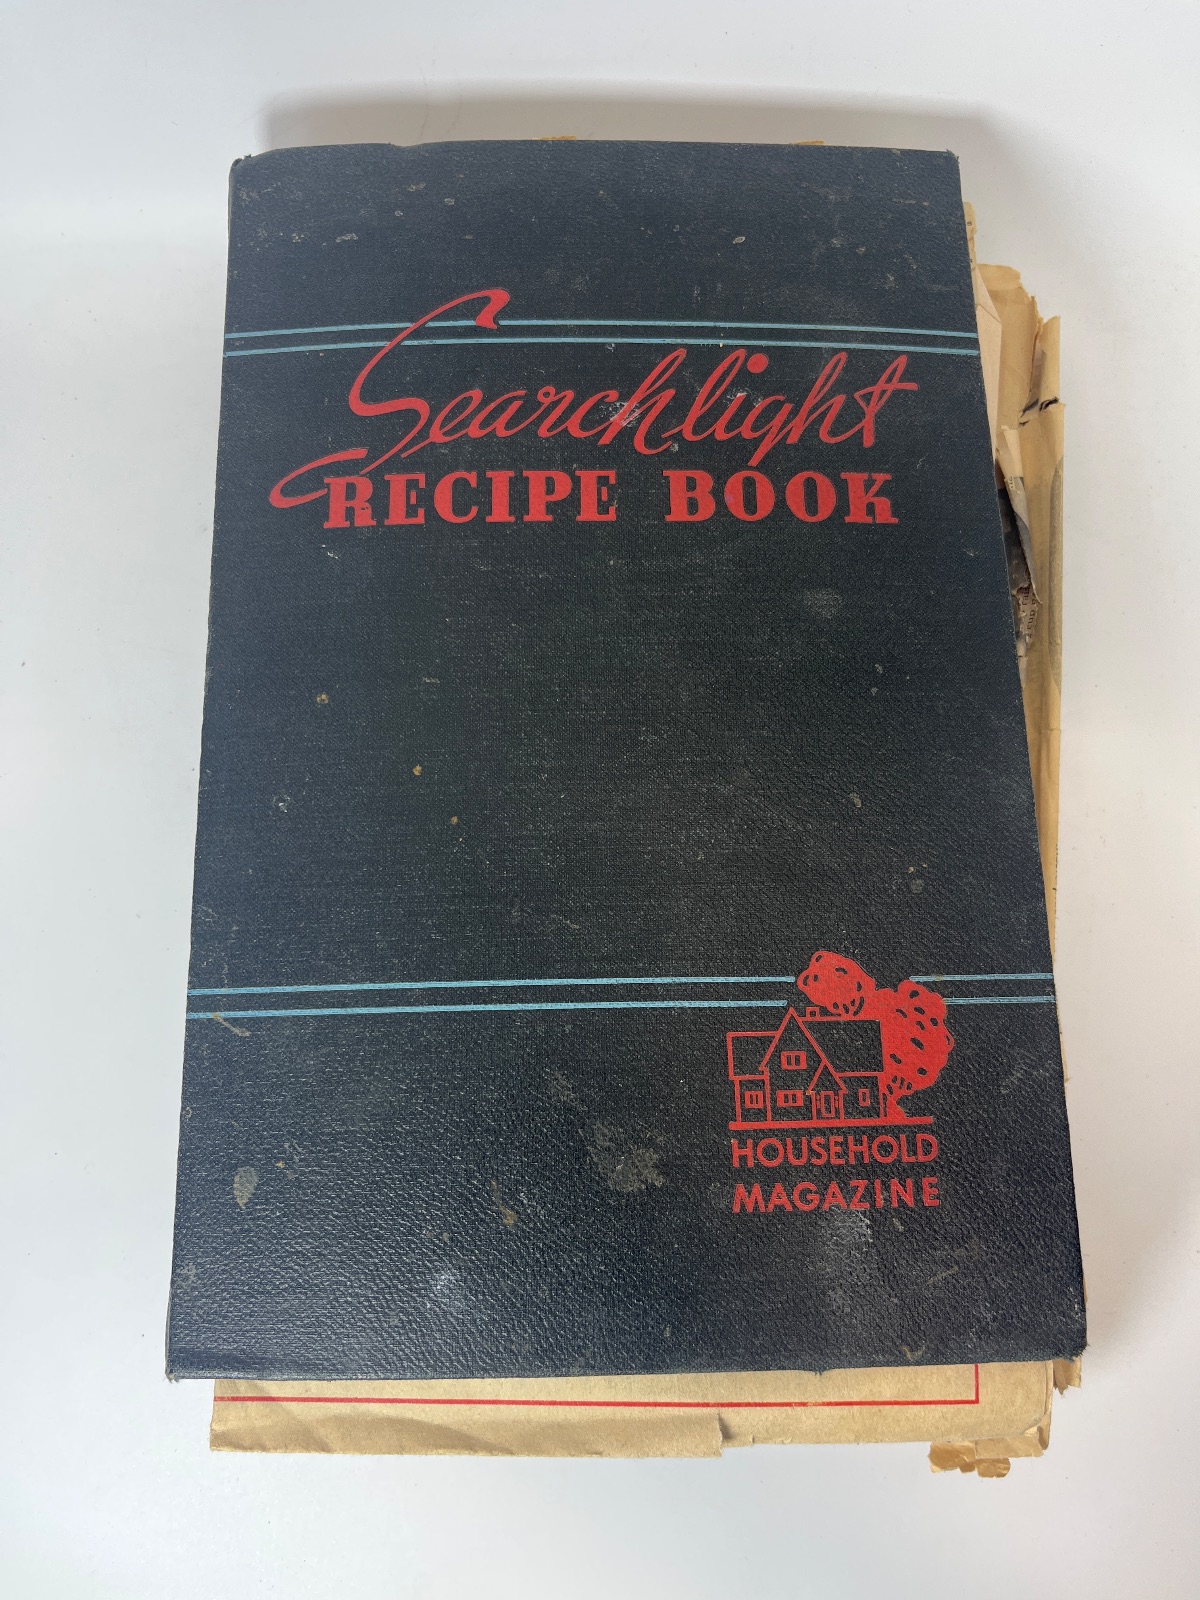 Searchlight
RECIPE BOOK
HOUSEHOLD
MAGAZINE